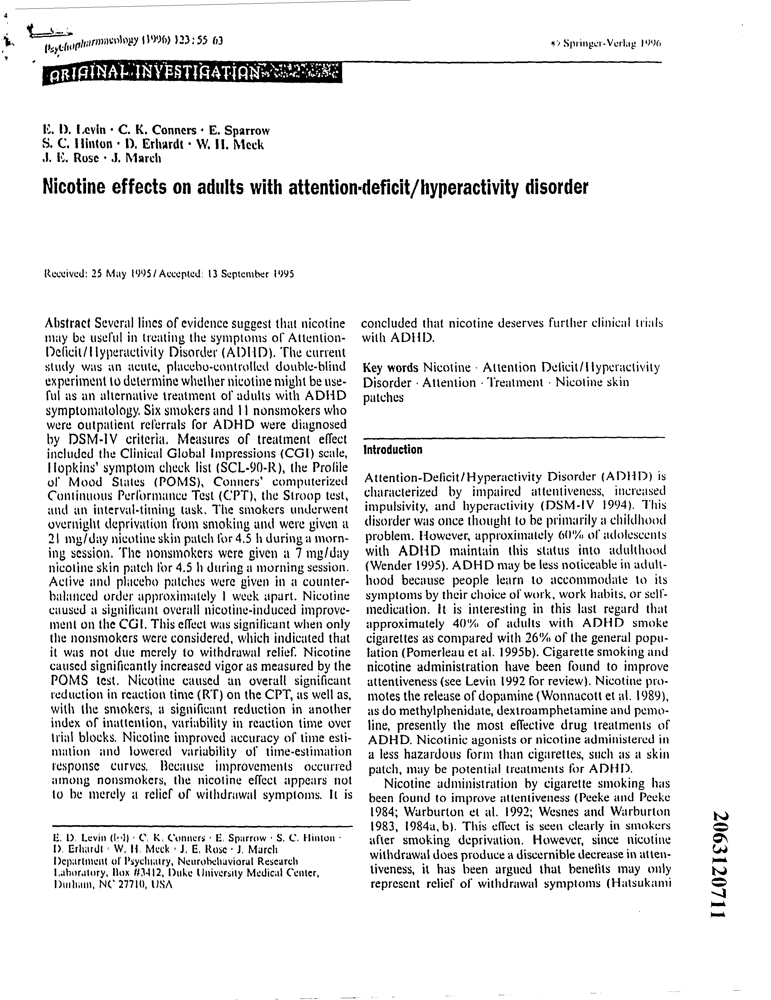 Psychopharmacology (1996) 123:55 63
© Springer-Verlag 1996
ORIGINAL INVESTIGATION
E. D. Levin · C. K. Conners · E. Sparrow
S. C. Hinton · D. Erhardt · W. H. Meck
J. E. Rose · J. March
Nicotine effects on adults with attention-deficit/hyperactivity disorder
Received: 25 May 1995 / Accepted: 13 September 1995
Abstract Several lines of evidence suggest that nicotine
may be useful in treating the symptoms of Attention-
Deficit/Hyperactivity Disorder (ADHD). The current
study was an acute, placebo-controlled double-blind
experiment to determine whether nicotine might be use-
ful as an alternative treatment of adults with ADHD
symptomatology. Six smokers and 11 nonsmokers who
were outpatient referrals for ADHD were diagnosed
by DSM-IV criteria. Measures of treatment effect
included the Clinical Global Impressions (CGI) scale,
Hopkins' symptom check list (SCL-90-R), the Profile
of Mood States (POMS), Conners' computerized
Continuous Performance Test (CPT), the Stroop test,
and an interval-timing task. The smokers underwent
overnight deprivation from smoking and were given a
21 mg/day nicotine skin patch for 4.5 h during a morn-
ing session. The nonsmokers were given a 7 mg/day
nicotine skin patch for 4.5 h during a morning session.
Active and placebo patches were given in a counter-
balanced order approximately 1 week apart. Nicotine
caused a significant overall nicotine-induced improve-
ment on the CGI. This effect was significant when only
the nonsmokers were considered, which indicated that
it was not due merely to withdrawal relief. Nicotine
caused significantly increased vigor as measured by the
POMS test. Nicotine caused an overall significant
reduction in reaction time (RT) on the CPT, as well as,
with the smokers, a significant reduction in another
index of inattention, variability in reaction time over
trial blocks. Nicotine improved accuracy of time esti-
mation and lowered variability of time-estimation
response curves. Because improvements occurred
among nonsmokers, the nicotine effect appears not
to be merely a relief of withdrawal symptoms. It is
E. D. Levin · C. K. Conners · E. Sparrow · S. C. Hinton ·
D. Erhardt · W. H. Meck · J. E. Rose · J. March
Department of Psychiatry, Neurobehavioral Research
Laboratory, Box #3412, Duke University Medical Center,
Durham, NC 27710, USA
concluded that nicotine deserves further clinical trials
with ADHD.
Key words Nicotine · Attention Deficit/Hyperactivity
Disorder · Attention · Treatment · Nicotine skin
patches
Introduction
Attention-Deficit/Hyperactivity Disorder (ADHD) is
characterized by impaired attentiveness, increased
impulsivity, and hyperactivity (DSM-IV 1994). This
disorder was once thought to be primarily a childhood
problem. However, approximately 60% of adolescents
with ADHD maintain this status into adulthood
(Wender 1995). ADHD may be less noticeable in adult-
hood because people learn to accommodate to its
symptoms by their choice of work, work habits, or self-
medication. It is interesting in this last regard that
approximately 40% of adults with ADHD smoke
cigarettes as compared with 26% of the general popu-
lation (Pomerleau et al. 1995b). Cigarette smoking and
nicotine administration have been found to improve
attentiveness (see Levin 1992 for review). Nicotine pro-
motes the release of dopamine (Wonnacott et al. 1989),
as do methylphenidate, dextroamphetamine and pemo-
line, presently the most effective drug treatments of
ADHD. Nicotinic agonists or nicotine administered in
a less hazardous form than cigarettes, such as a skin
patch, may be potential treatments for ADHD.
Nicotine administration by cigarette smoking has
been found to improve attentiveness (Peeke and Peeke
1984; Warburton et al. 1992; Wesnes and Warburton
1983, 1984a, b). This effect is seen clearly in smokers
after smoking deprivation. However, since nicotine
withdrawal does produce a discernible decrease in atten-
tiveness, it has been argued that benefits may only
represent relief of withdrawal symptoms (Hatsukami
2063120711